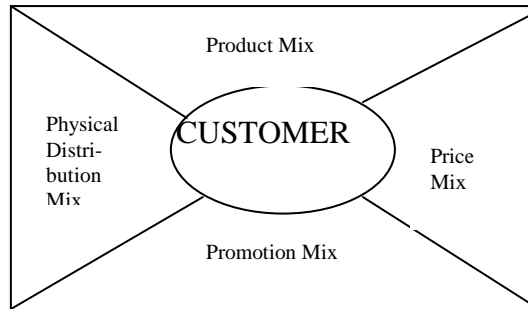 Product Mix
CUSTOMER
Physical
Distri-
bution
Mix
Price
Mix
Promotion Mix